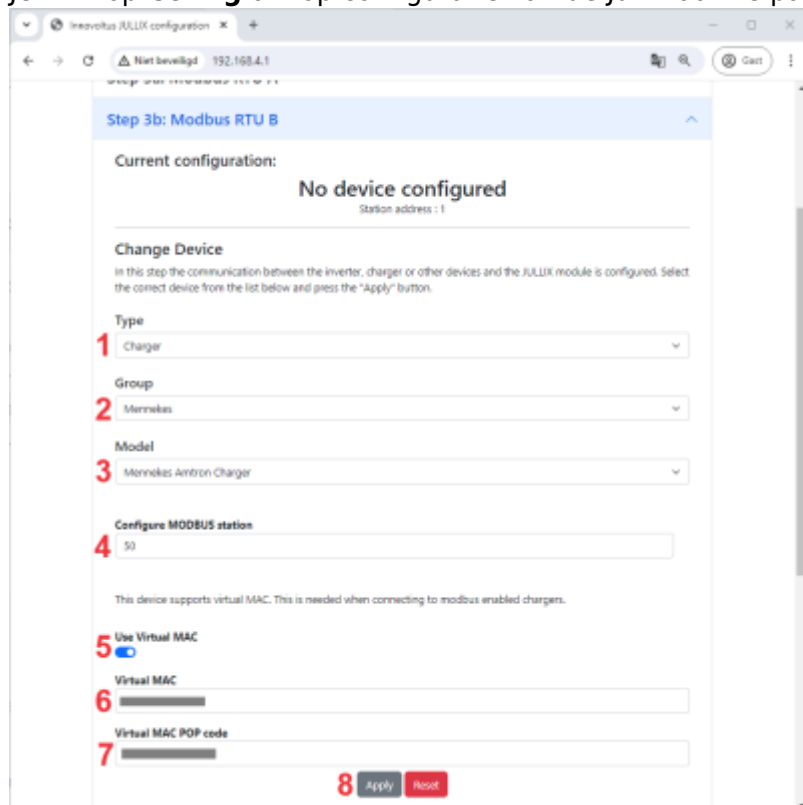 Innovoltus JULLIX configuration
Niet beveiligd 192.168.4.1
Gast
Step 3b: Modbus RTU B
Current configuration:
No device configured
Station address : 1
Change Device
In this step the communication between the inverter, charger or other devices and the JULLIX module is configured. Select
the correct device from the list below and press the "Apply" button.
Type
1 Charger
Group
2 Mennekes
Model
3 Mennekes Amtron Charger
Configure MODBUS station
4 50
This device supports virtual MAC. This is needed when connecting to modbus enabled chargers.
5 Use Virtual MAC
Virtual MAC
6
Virtual MAC POP code
7
8 Apply Reset